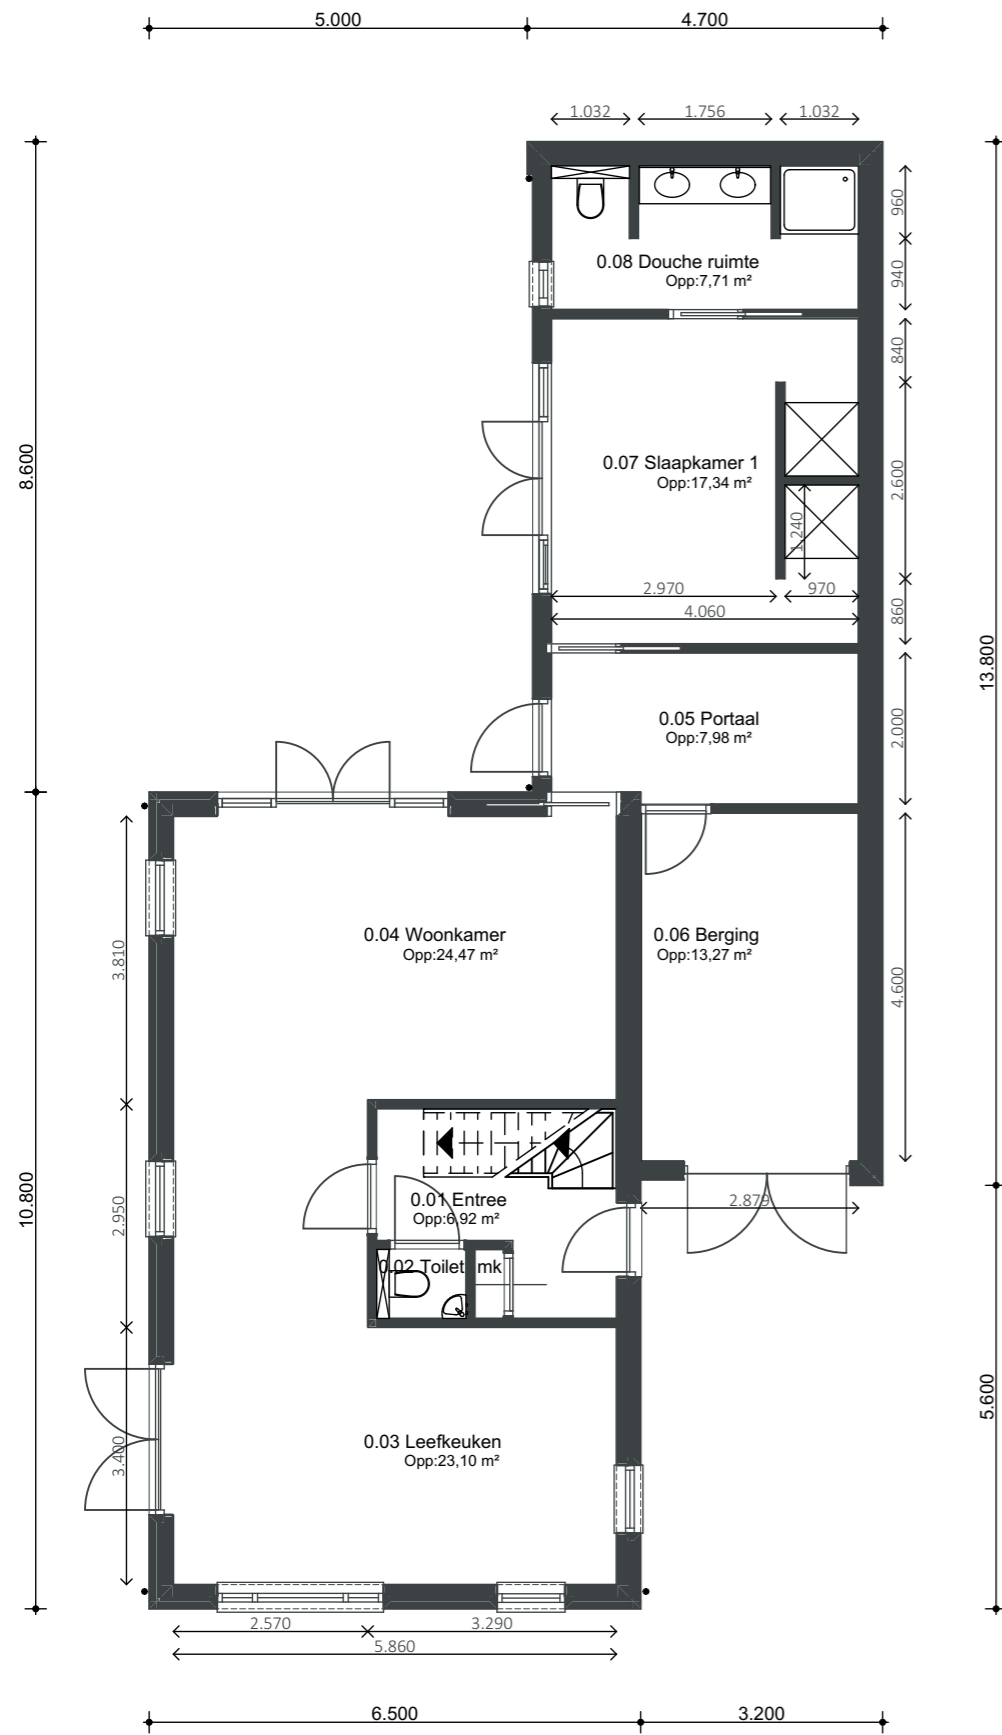 5.000
4.700
1.032
1.756
1.032
960
0.08 Douche ruimte
Opp:7,71 m²
940
840
8.600
0.07 Slaapkamer 1
Opp:17,34 m²
2.600
1.240
2.970
970
4.060
860
13.800
0.05 Portaal
Opp:7,98 m²
2.000
3.810
0.04 Woonkamer
Opp:24,47 m²
0.06 Berging
Opp:13,27 m²
4.600
10.800
2.950
0.01 Entree
Opp:6,92 m²
2.879
0.02 Toilet
mk
5.600
3.400
0.03 Leefkeuken
Opp:23,10 m²
2.570
3.290
5.860
6.500
3.200